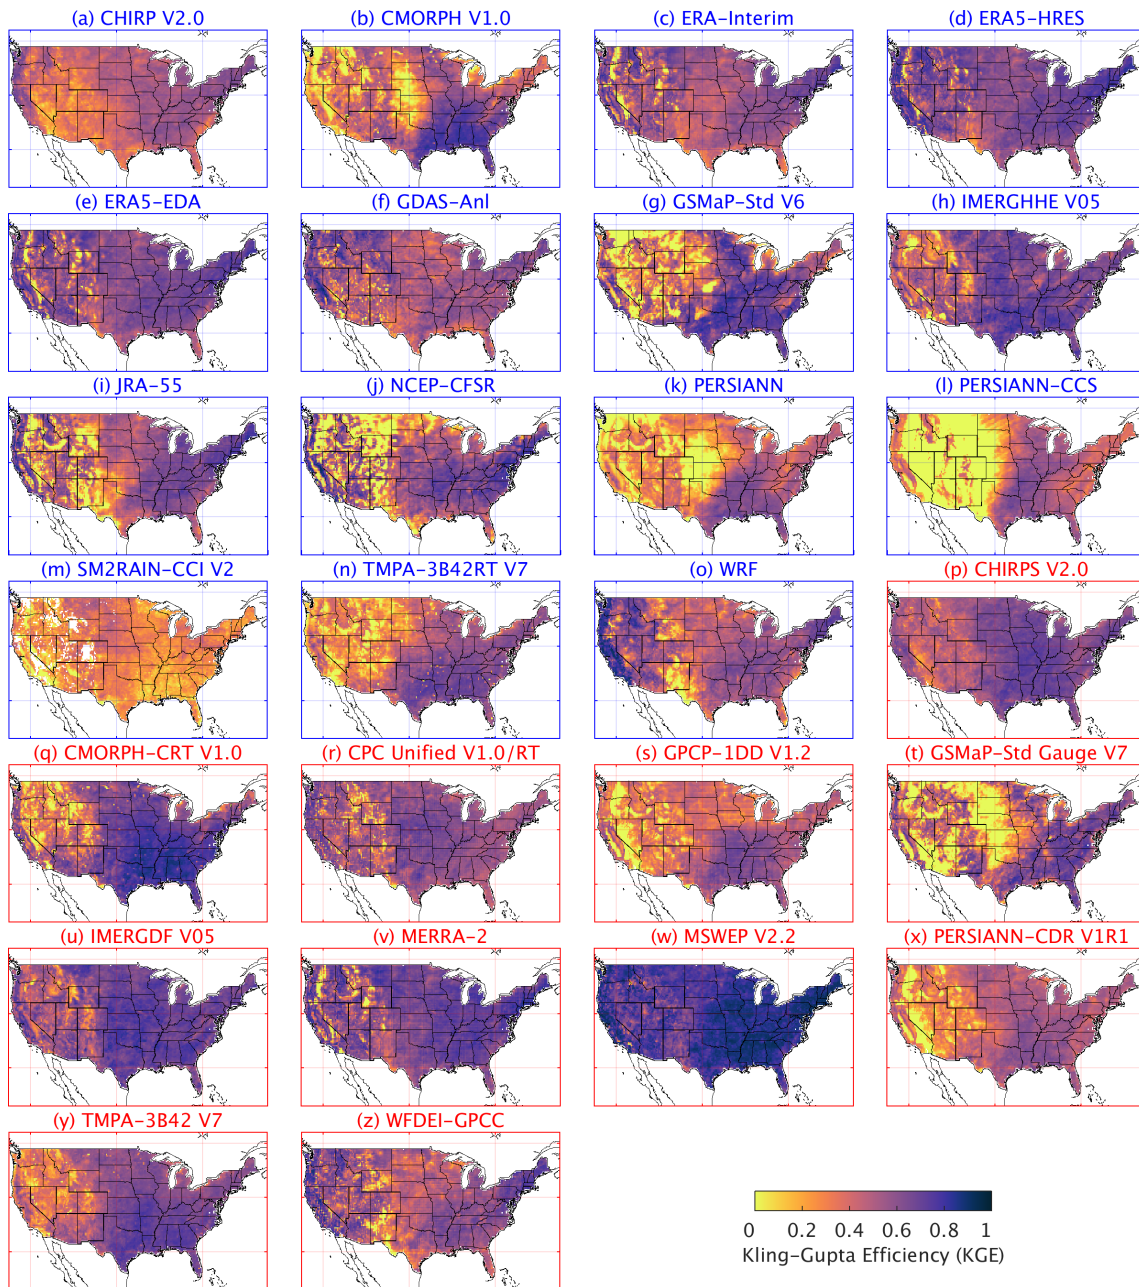 (a) CHIRP V2.0
(b) CMORPH V1.0
(c) ERA-Interim
(d) ERA5-HRES
(e) ERA5-EDA
(f) GDAS-Anl
(g) GSMaP-Std V6
(h) IMERGHHE V05
(i) JRA-55
(j) NCEP-CFSR
(k) PERSIANN
(l) PERSIANN-CCS
(m) SM2RAIN-CCI V2
(n) TMPA-3B42RT V7
(o) WRF
(p) CHIRPS V2.0
(q) CMORPH-CRT V1.0
(r) CPC Unified V1.0/RT
(s) GPCP-1DD V1.2
(t) GSMaP-Std Gauge V7
(u) IMERGDF V05
(v) MERRA-2
(w) MSWEP V2.2
(x) PERSIANN-CDR V1R1
(y) TMPA-3B42 V7
(z) WFDEI-GPCC
0 0.2 0.4 0.6 0.8 1
Kling-Gupta Efficiency (KGE)